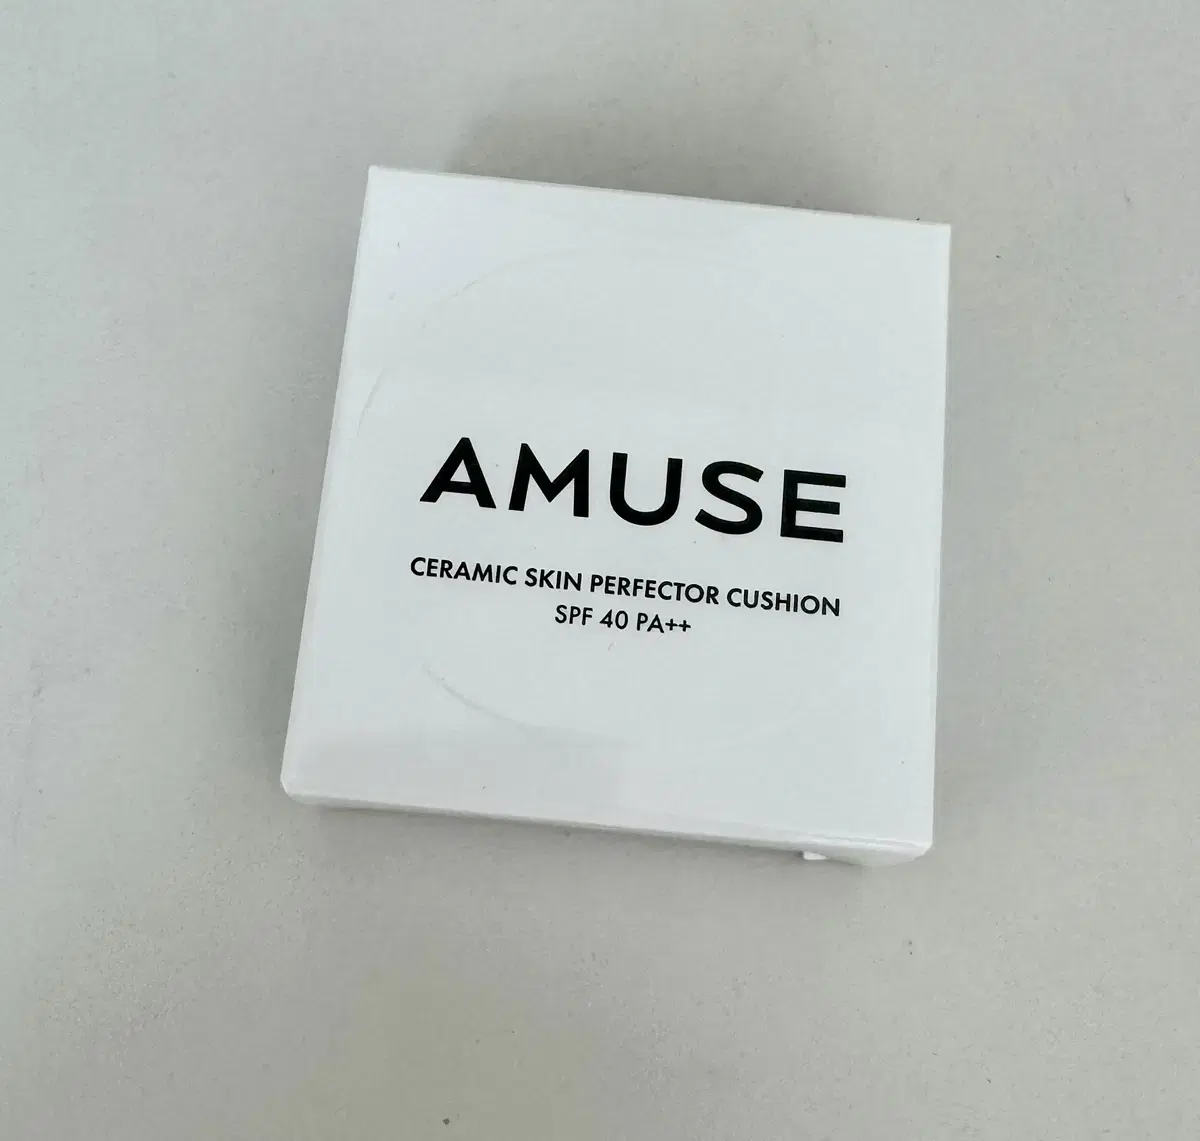 AMUSE
CERAMIC SKIN PERFECTOR CUSHION
SPF 40 PA++